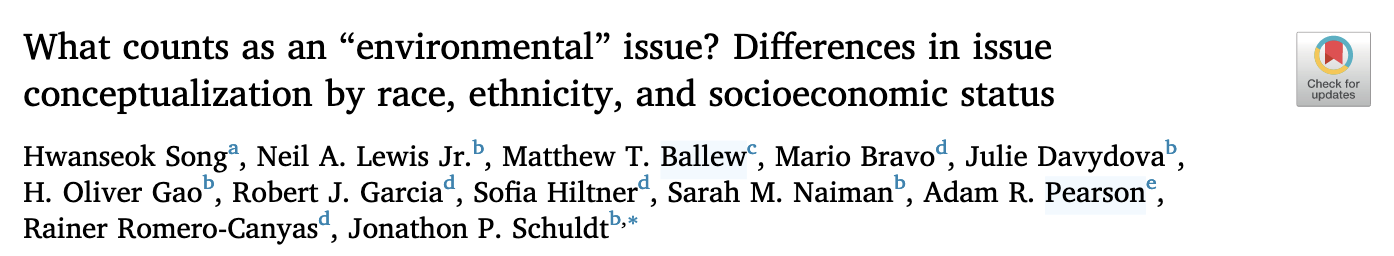 What counts as an “environmental” issue? Differences in issue
conceptualization by race, ethnicity, and socioeconomic status
Check for
updates
Hwanseok Songa, Neil A. Lewis Jr.b, Matthew T. Ballewc, Mario Bravod, Julie Davydovab,
H. Oliver Gaob, Robert J. Garciad, Sofia Hiltnerd, Sarah M. Naimanb, Adam R. Pearsone,
Rainer Romero-Canyasd, Jonathon P. Schuldtb,*